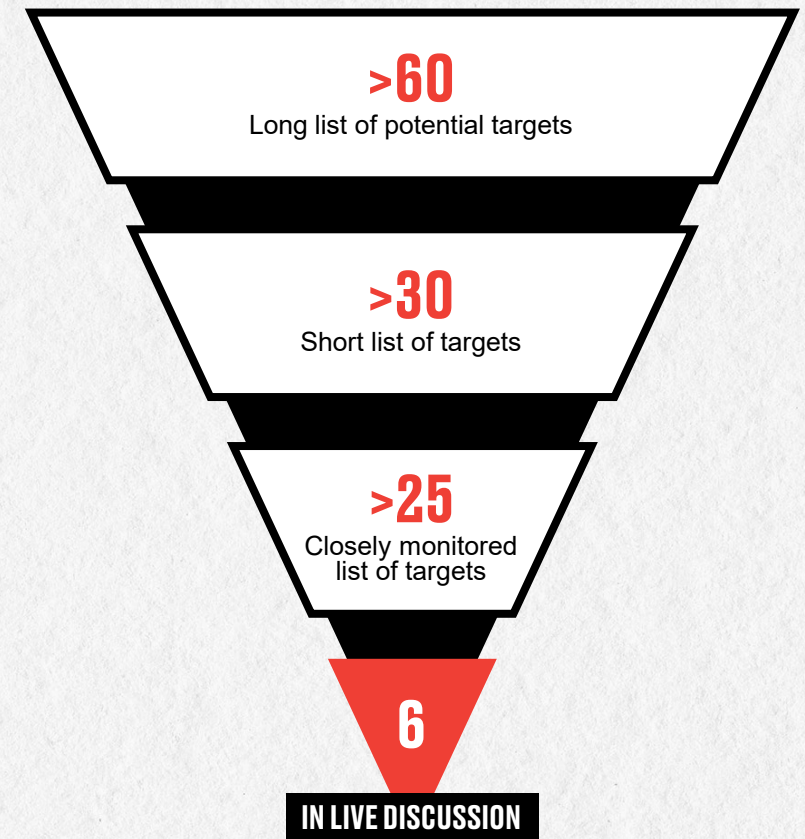 >60
Long list of potential targets
>30
Short list of targets
>25
Closely monitored
list of targets
6
IN LIVE DISCUSSION